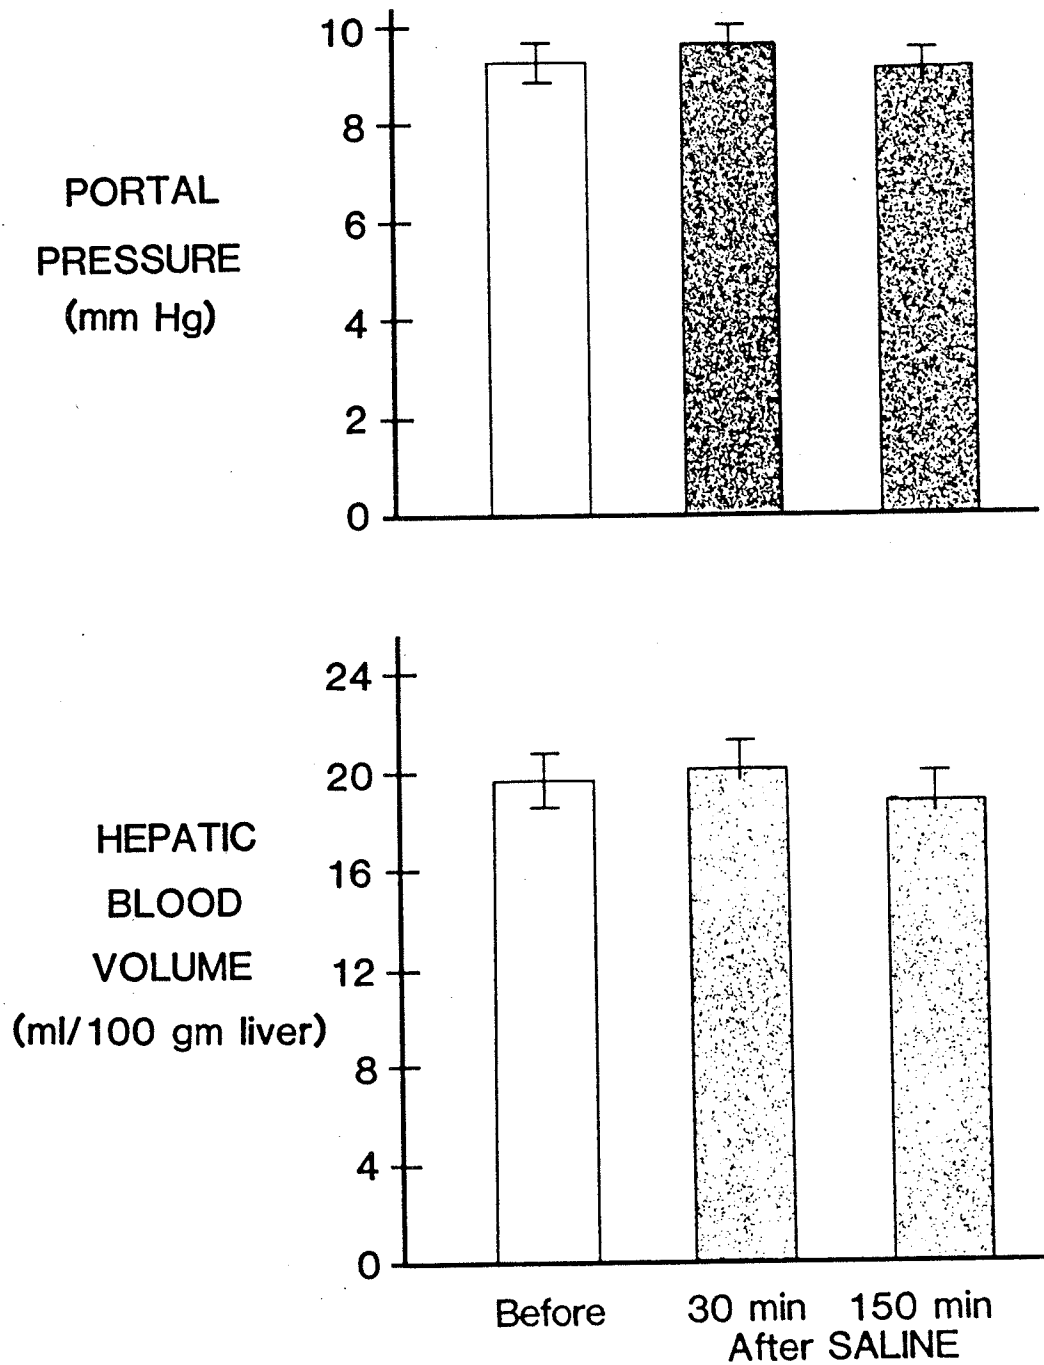 PORTAL
PRESSURE
(mm Hg)
10
8
6
4
2
0
HEPATIC
BLOOD
VOLUME
(ml/100 gm liver)
24
20
16
12
8
4
0
Before
30 min
150 min
After SALINE